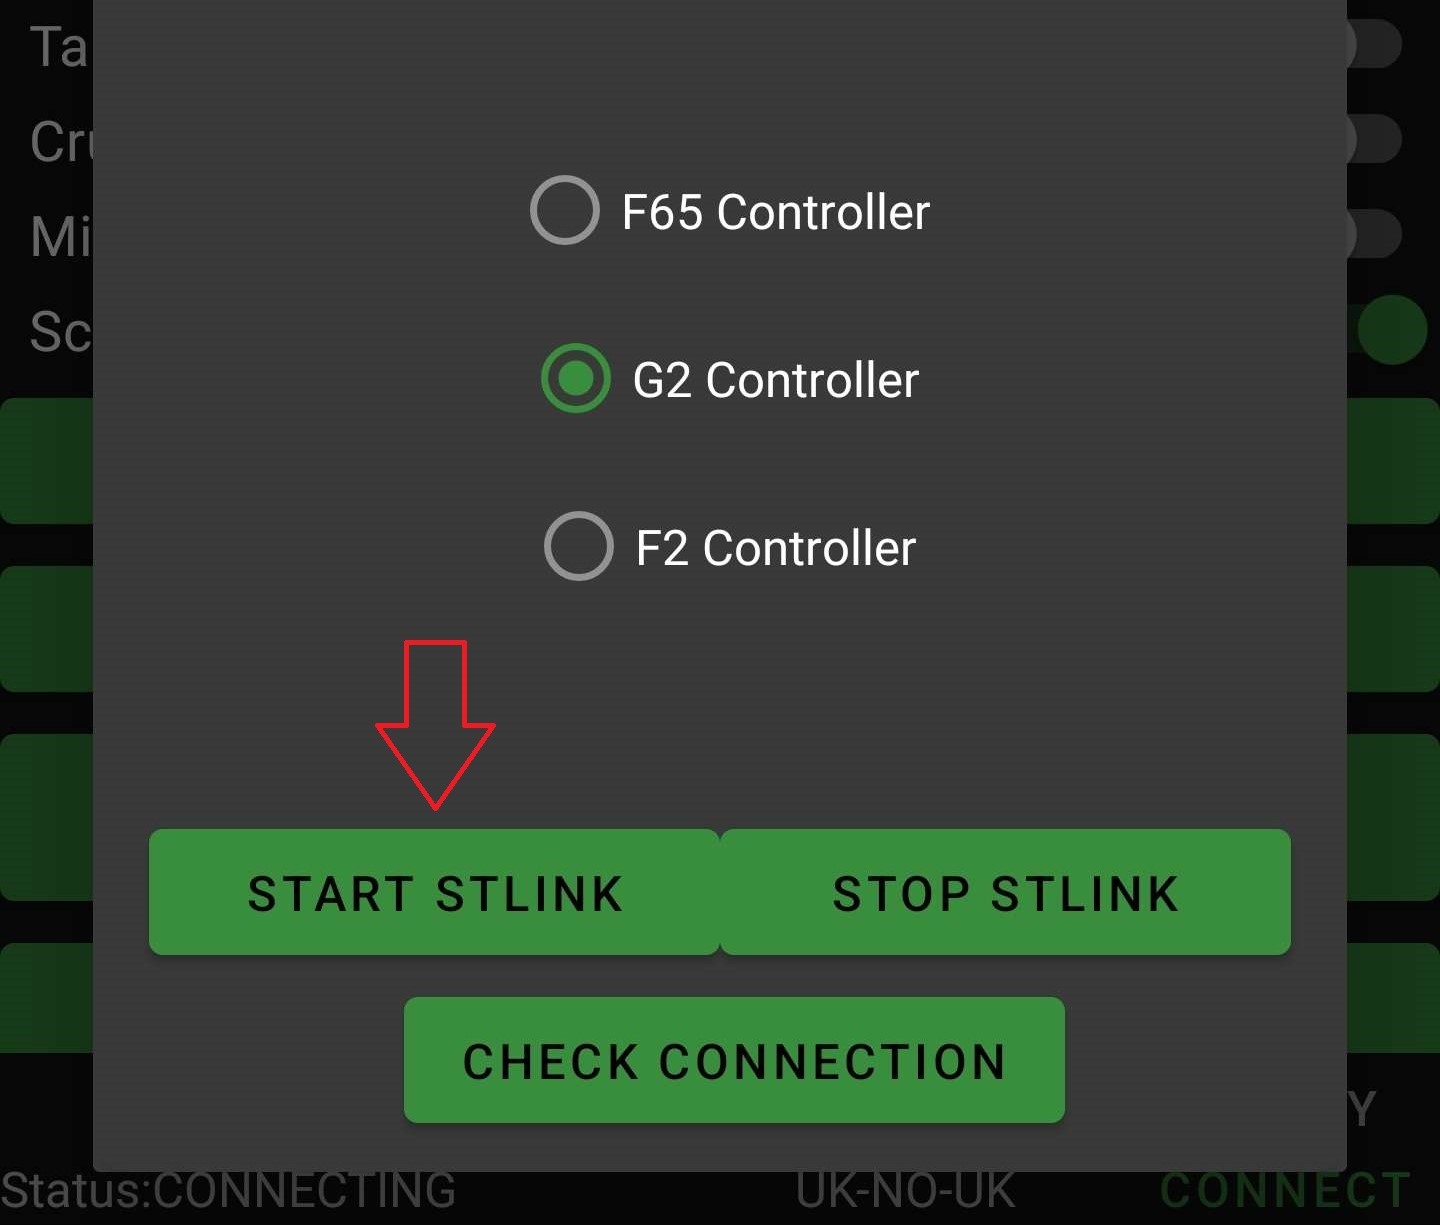 Ta
Cru
Mi
Sc
F65 Controller
G2 Controller
F2 Controller
START STLINK
STOP STLINK
CHECK CONNECTION
Y
Status:CONNECTING
UK-NO-UK
CONNECT